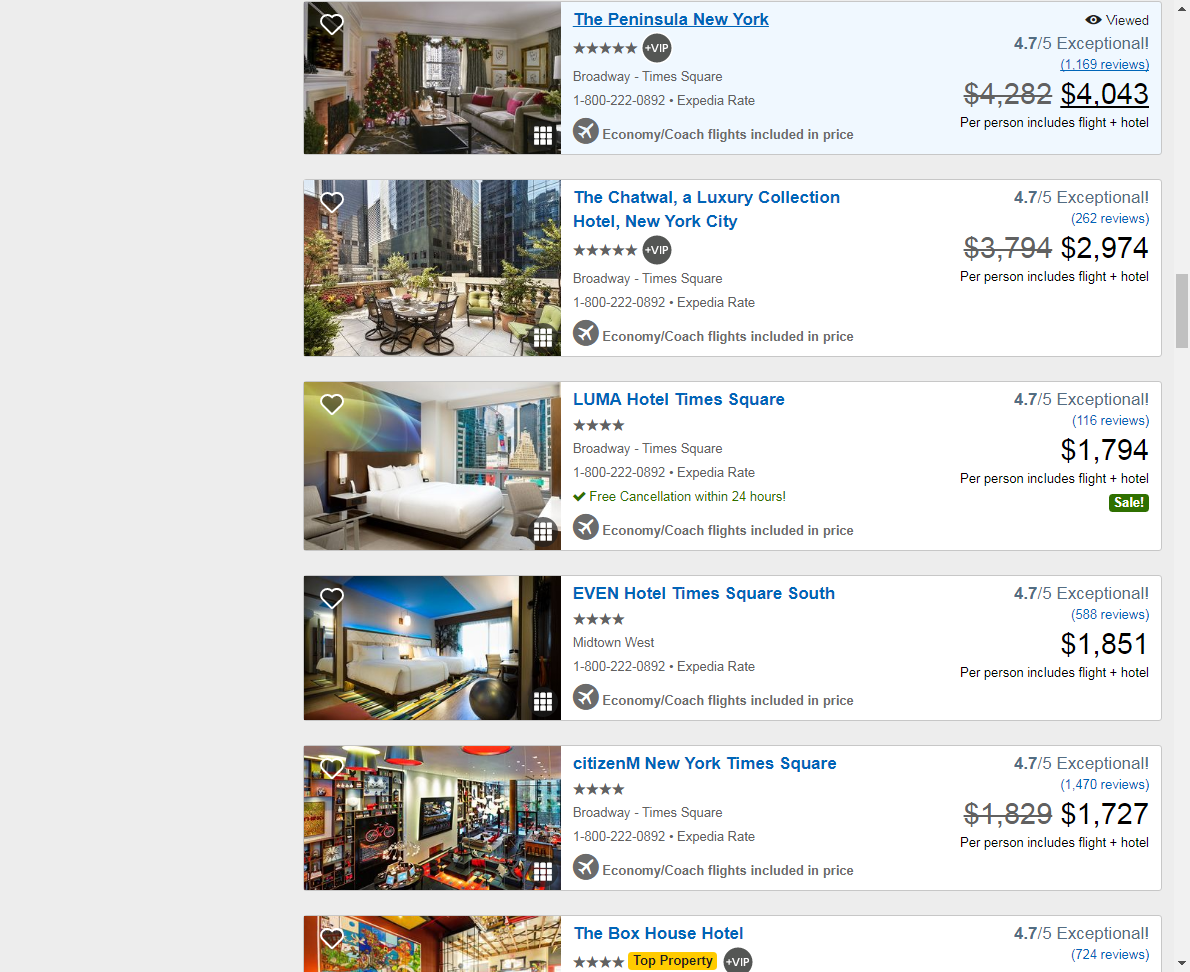 The Peninsula New York
Viewed
★★★★★ +VIP
4.7/5 Exceptional!
(1,169 reviews)
Broadway - Times Square
$4,282 $4,043
1-800-222-0892 • Expedia Rate
Per person includes flight + hotel
Economy/Coach flights included in price
The Chatwal, a Luxury Collection
Hotel, New York City
4.7/5 Exceptional!
(262 reviews)
★★★★★ +VIP
$3,794 $2,974
Broadway - Times Square
Per person includes flight + hotel
1-800-222-0892 • Expedia Rate
Economy/Coach flights included in price
LUMA Hotel Times Square
4.7/5 Exceptional!
★★★★
(116 reviews)
Broadway - Times Square
$1,794
1-800-222-0892 • Expedia Rate
Per person includes flight + hotel
Free Cancellation within 24 hours!
Sale!
Economy/Coach flights included in price
EVEN Hotel Times Square South
4.7/5 Exceptional!
★★★★
(588 reviews)
Midtown West
$1,851
1-800-222-0892 • Expedia Rate
Per person includes flight + hotel
Economy/Coach flights included in price
citizenM New York Times Square
4.7/5 Exceptional!
★★★★
(1,470 reviews)
Broadway - Times Square
$1,829 $1,727
1-800-222-0892 • Expedia Rate
Per person includes flight + hotel
Economy/Coach flights included in price
The Box House Hotel
4.7/5 Exceptional!
★★★★ Top Property +VIP
(724 reviews)